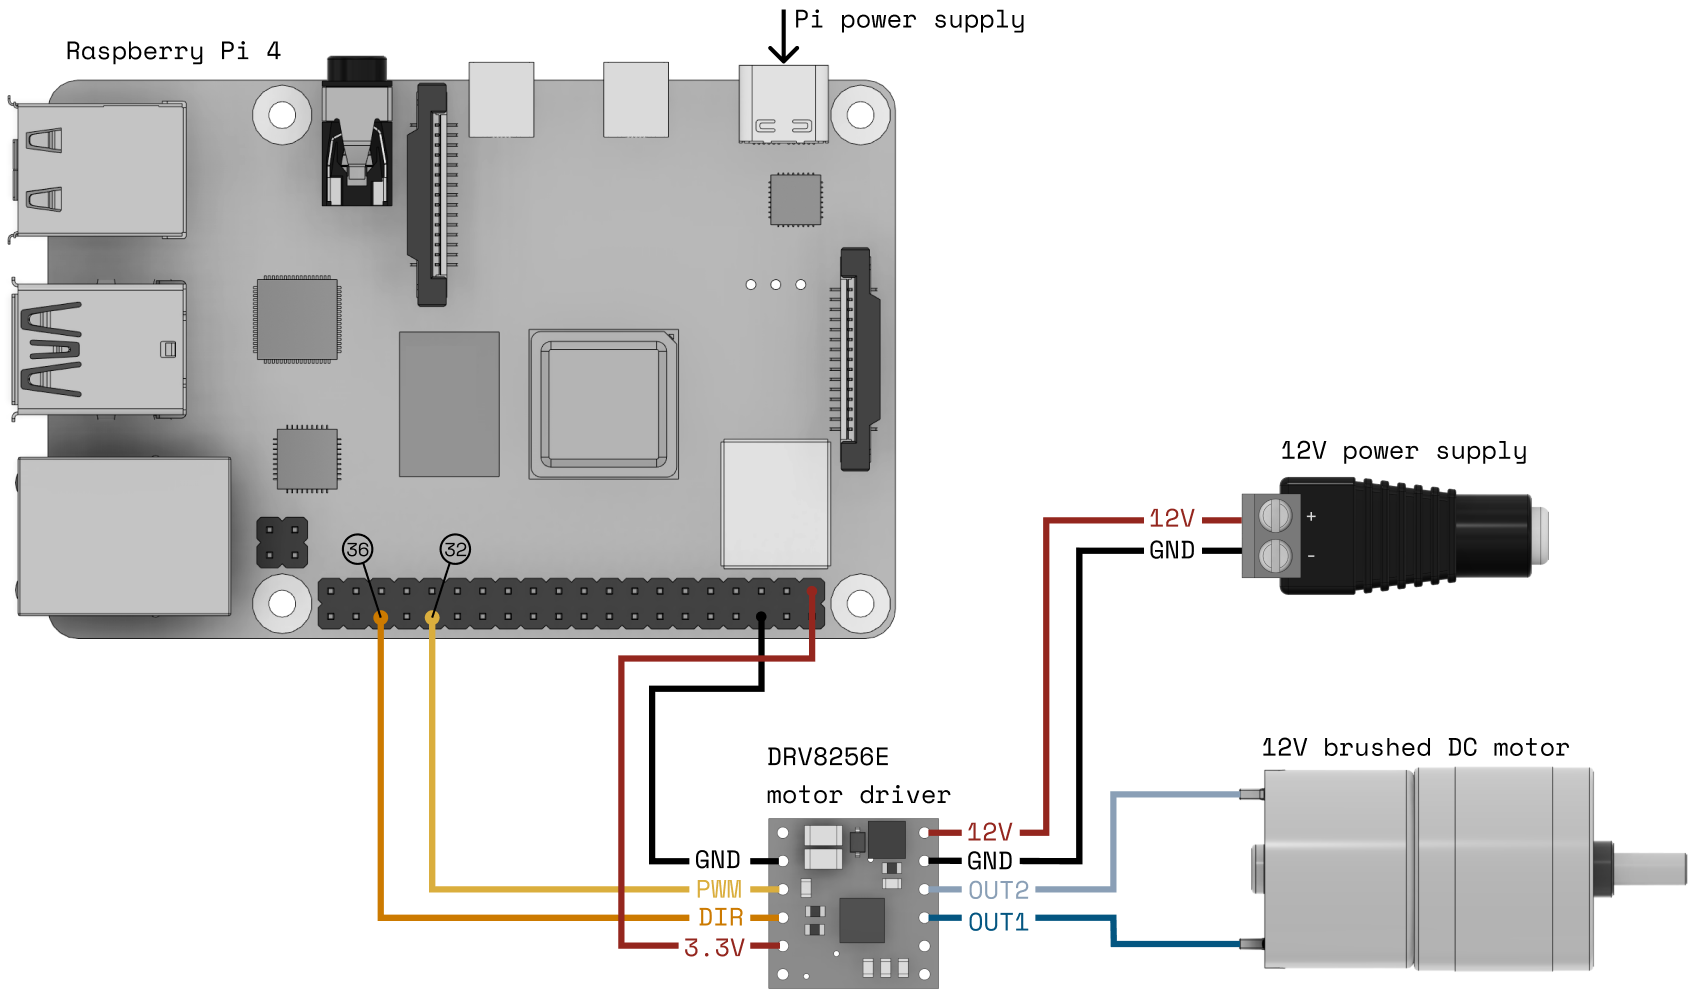 Pi power supply
Raspberry Pi 4
36
32
12V power supply
12V
+
GND
-
12V brushed DC motor
DRV8256E
motor driver
12V
GND
GND
PWM
OUT2
DIR
OUT1
3.3V